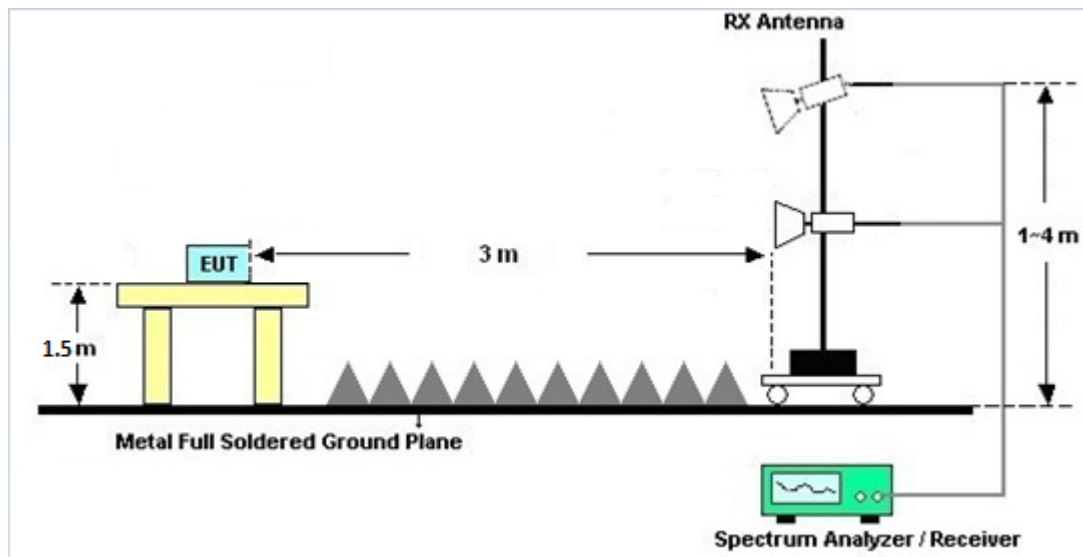 RX Antenna
EUT
3 m
1~4 m
1.5 m
Metal Full Soldered Ground Plane
Spectrum Analyzer / Receiver